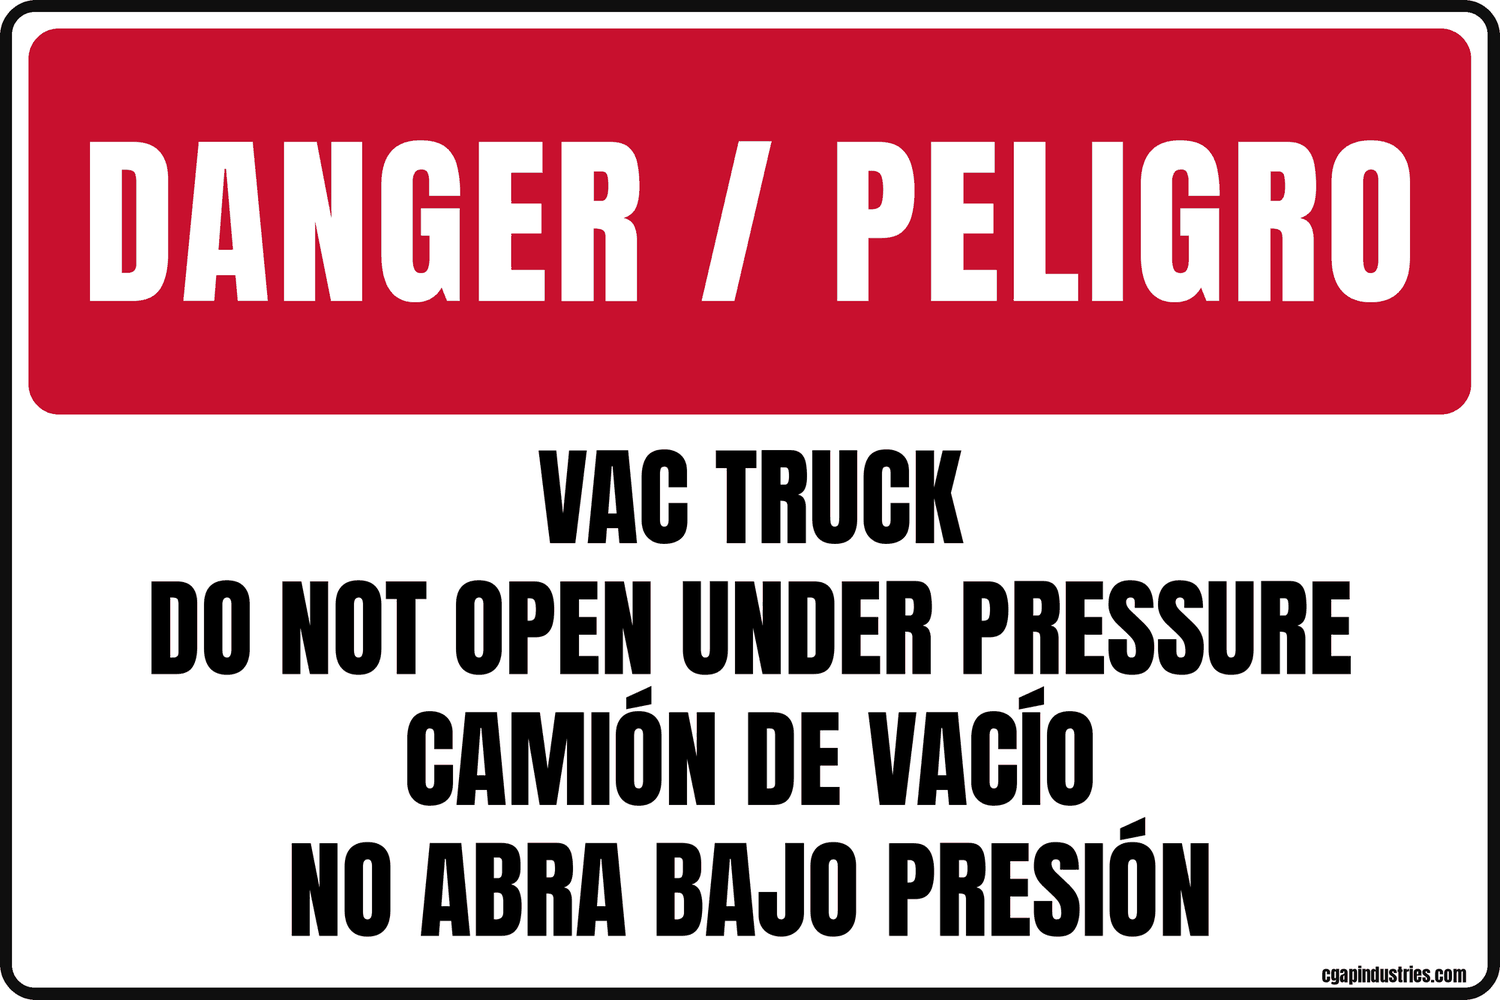 DANGER / PELIGRO
VAC TRUCK
DO NOT OPEN UNDER PRESSURE
CAMIÓN DE VACÍO
NO ABRA BAJO PRESIÓN
cgapindustries.com